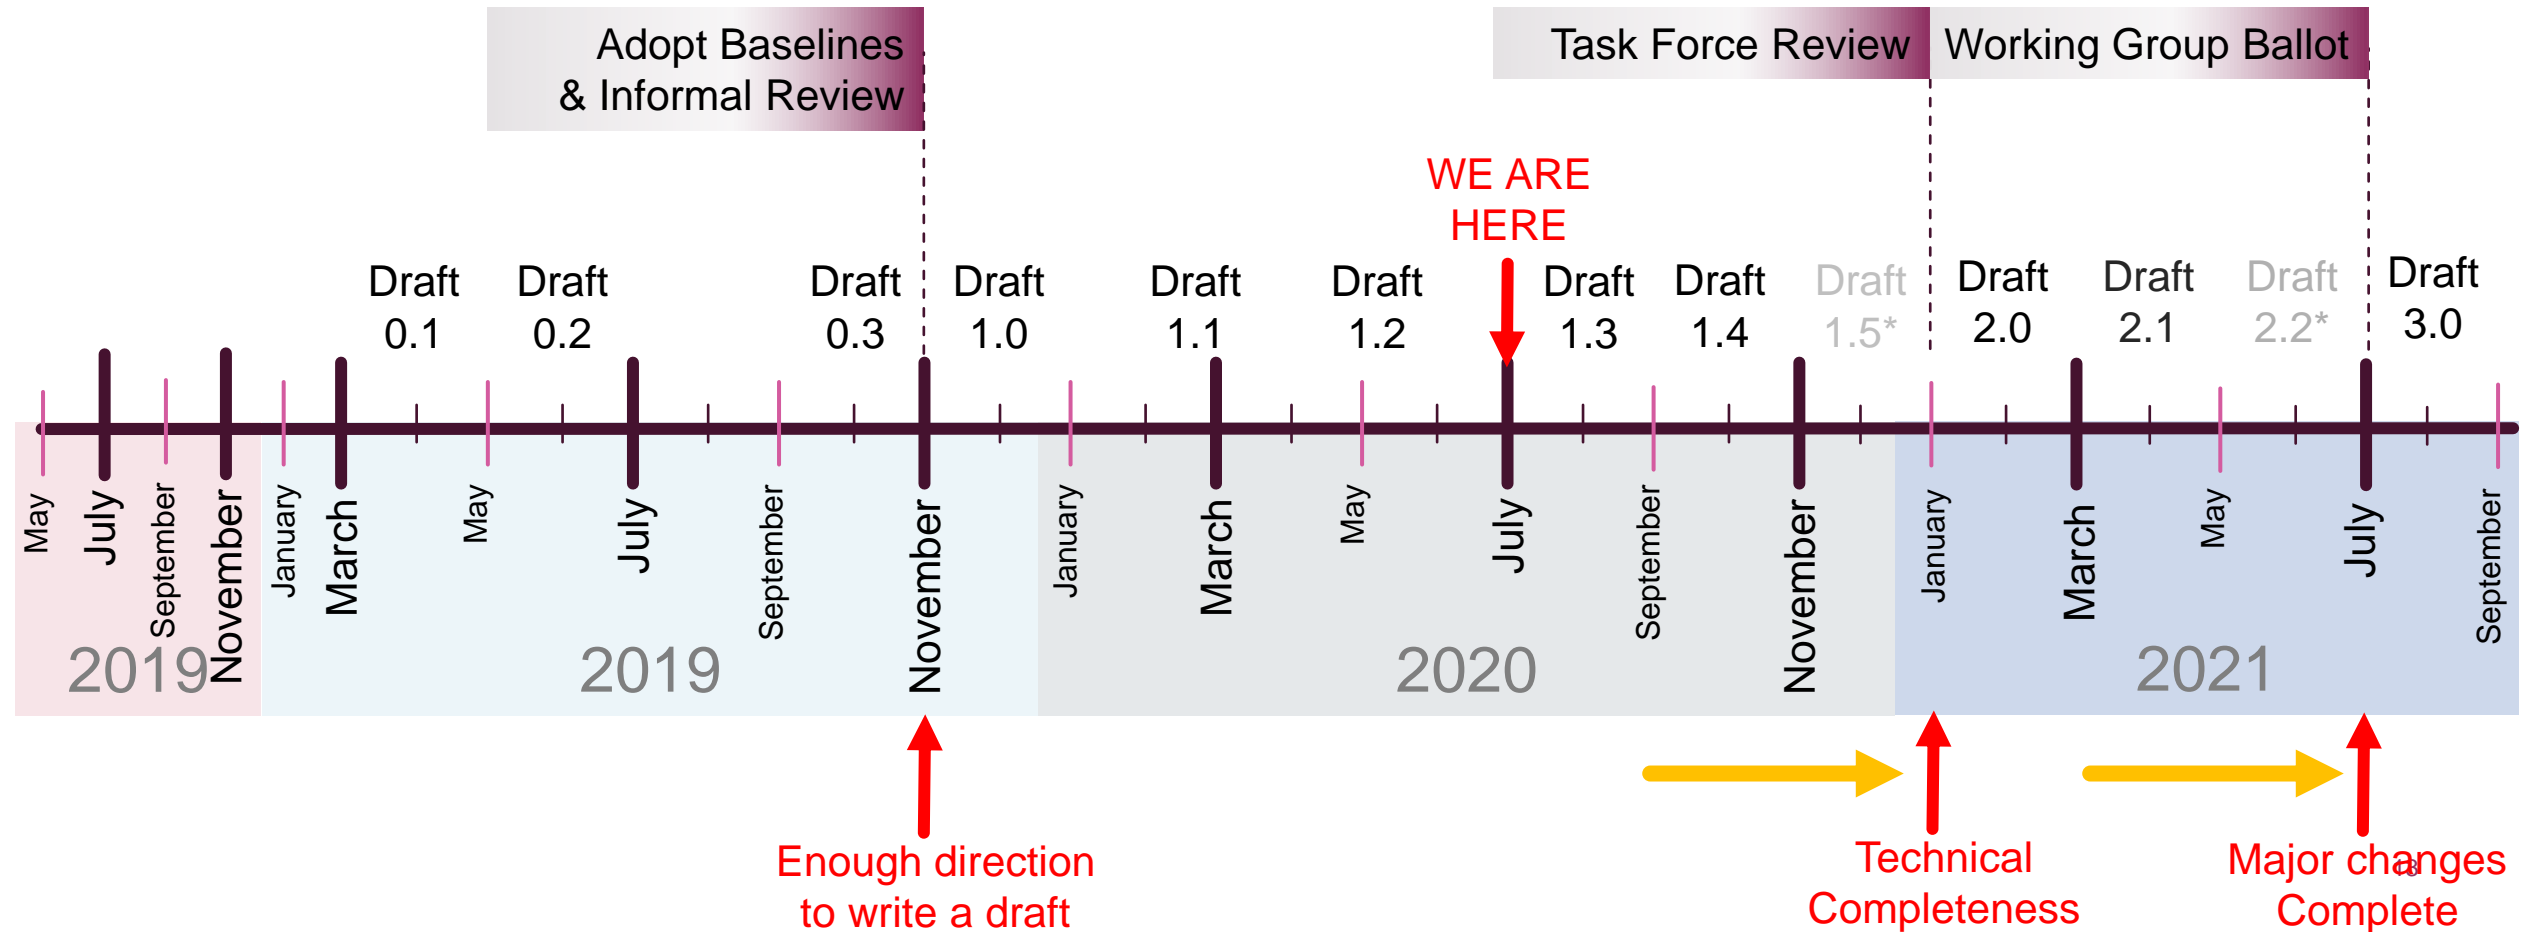 Adopt Baselines
& Informal Review
Task Force Review
Working Group Ballot
WE ARE
HERE
Draft
0.1
Draft
0.2
Draft
0.3
Draft
1.0
Draft
1.1
Draft
1.2
Draft
1.3
Draft
1.4
Draft
1.5*
Draft
2.0
Draft
2.1
Draft
2.2*
Draft
3.0
May
July
September
November
January
March
May
July
September
November
January
March
May
July
September
November
January
March
May
July
September
2019
2019
2020
2021
Enough direction
to write a draft
Technical
Completeness
Major changes
Complete
18